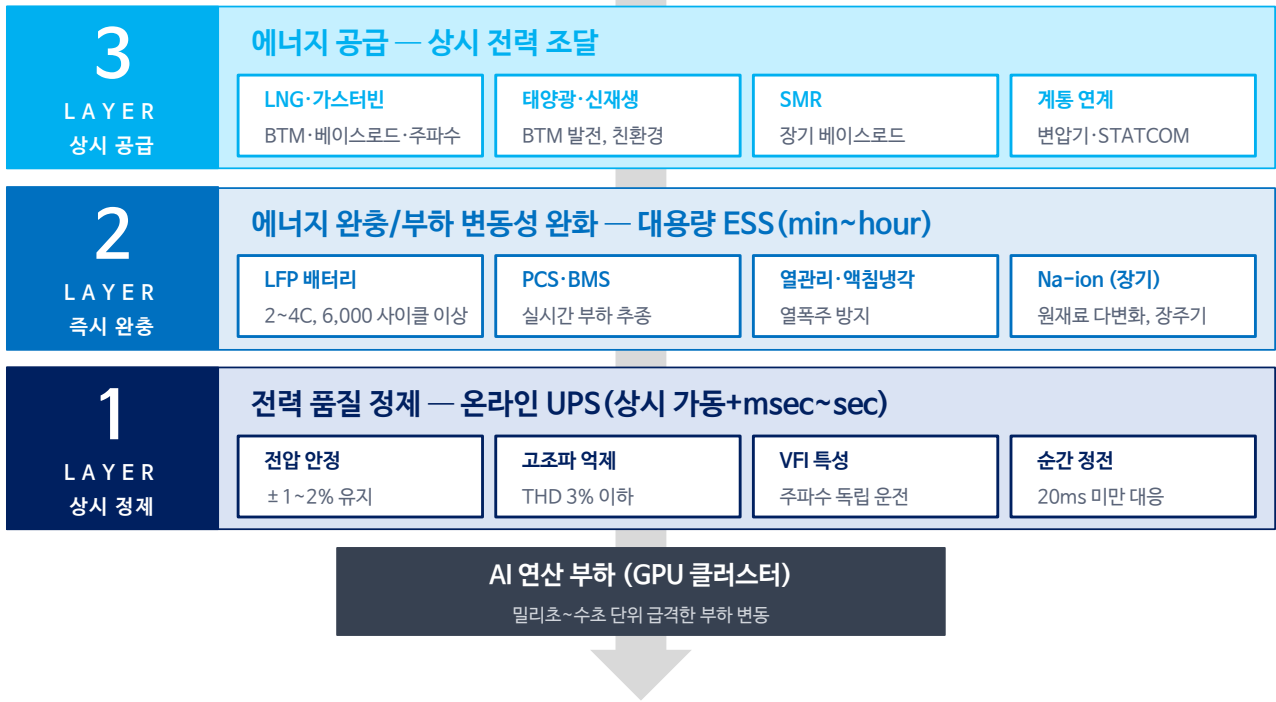 3
LAYER
상시 공급
에너지 공급 — 상시 전력 조달
LNG·가스터빈
BTM·베이스로드·주파수
태양광·신재생
BTM 발전, 친환경
SMR
장기 베이스로드
계통 연계
변압기·STATCOM
2
LAYER
즉시 완충
에너지 완충/부하 변동성 완화 — 대용량 ESS(min~hour)
LFP 배터리
2~4C, 6,000 사이클 이상
PCS·BMS
실시간 부하 추종
열관리·액침냉각
열폭주 방지
Na-ion (장기)
원재료 다변화, 장주기
1
LAYER
상시 정제
전력 품질 정제 — 온라인 UPS(상시 가동+msec~sec)
전압 안정
±1~2% 유지
고조파 억제
THD 3% 이하
VFI 특성
주파수 독립 운전
순간 정전
20ms 미만 대응
AI 연산 부하 (GPU 클러스터)
밀리초~수초 단위 급격한 부하 변동